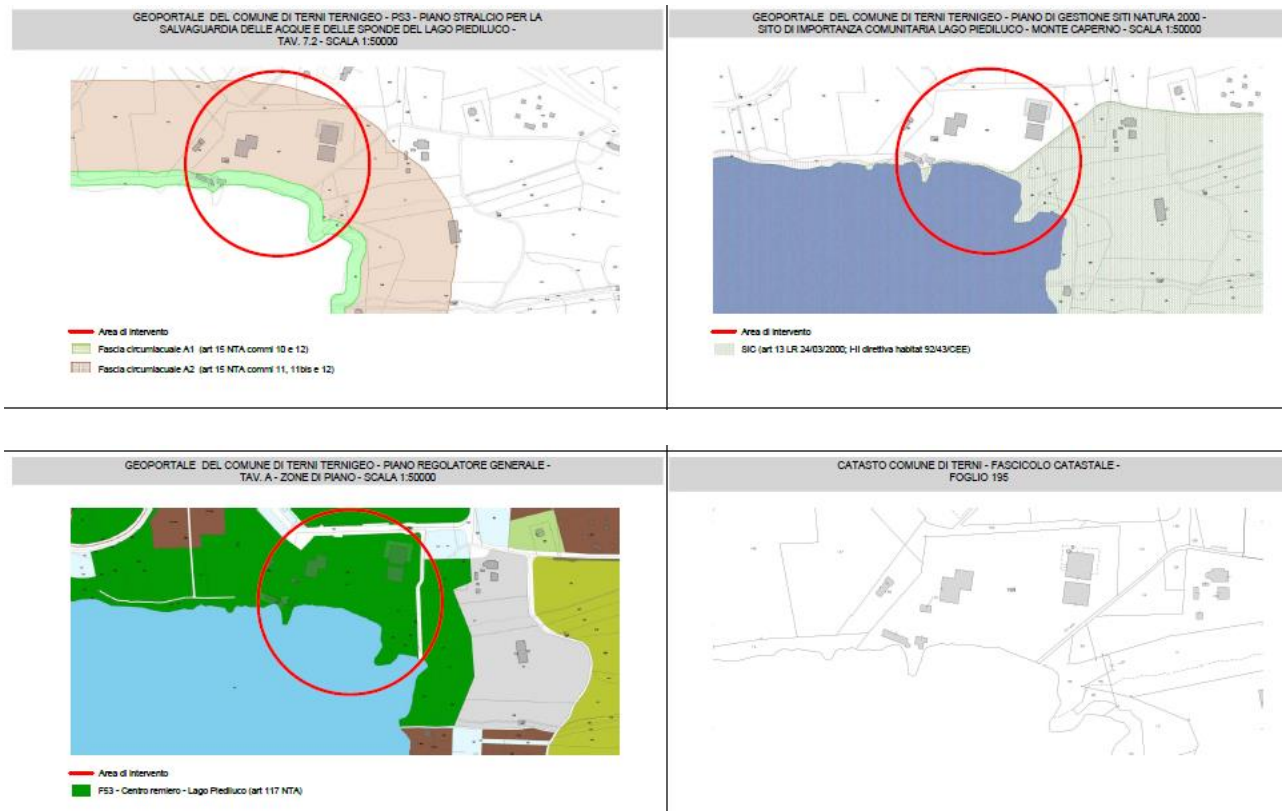 GEOPORTALE DEL COMUNE DI TERNI TERNIGEO - PS3 - PIANO STRALCIO PER LA
SALVAGUARDIA DELLE ACQUE E DELLE SPONDE DEL LAGO PIEDILUCO -
TAV. 7.2 - SCALA 1:50000
Area di Intervento
Fascia circumlacuale A1 (art 15 NTA commi 10 e 12)
Fascia circumlacuale A2 (art 15 NTA commi 11, 11bis e 12)
GEOPORTALE DEL COMUNE DI TERNI TERNIGEO - PIANO DI GESTIONE SITI NATURA 2000 -
SITO DI IMPORTANZA COMUNITARIA LAGO PIEDILUCO - MONTE CAPERNO - SCALA 1:50000
Area di Intervento
SIC (art 13 LR 24/03/2000; HII direttiva habitat 92/43/CEE)
GEOPORTALE DEL COMUNE DI TERNI TERNIGEO - PIANO REGOLATORE GENERALE -
TAV. A - ZONE DI PIANO - SCALA 1:50000
Area di Intervento
F53 - Centro remiero - Lago Piediluco (art 117 NTA)
CATASTO COMUNE DI TERNI - FASCICOLO CATASTALE -
FOGLIO 195